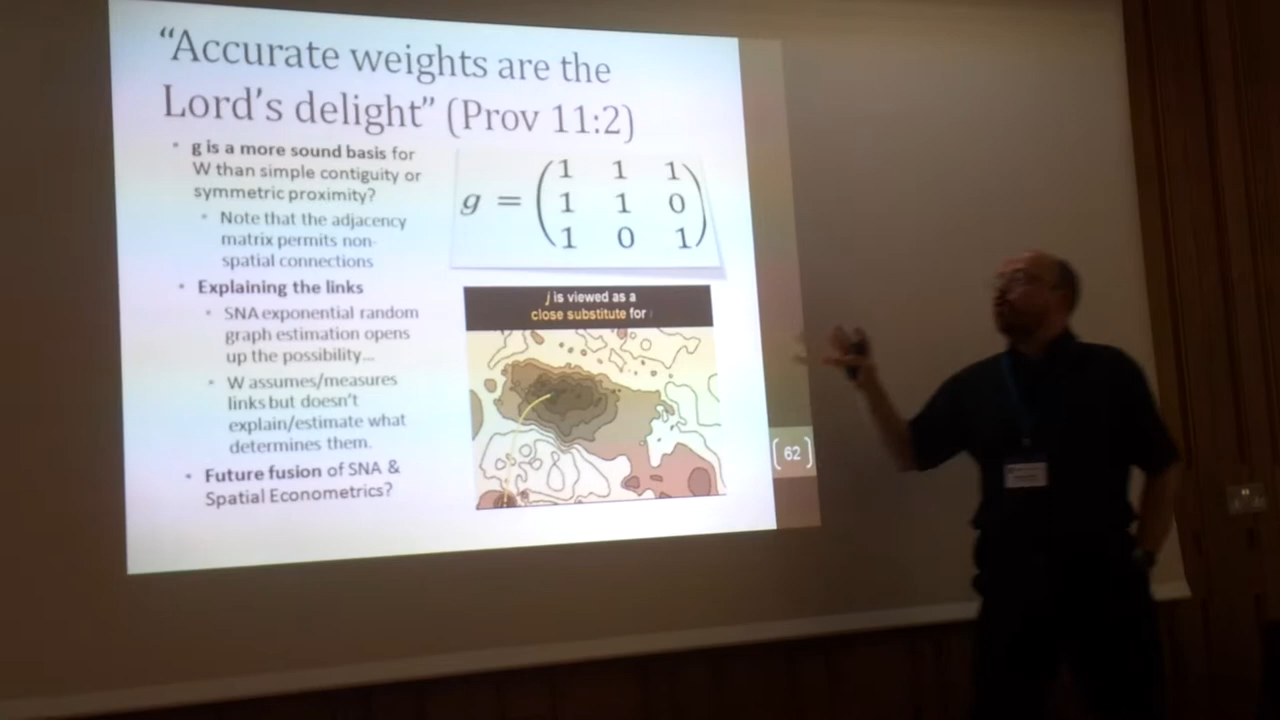 “Accurate weights are the
Lord’s delight” (Prov 11:2)
• g is a more sound basis for
W than simple contiguity or
symmetric proximity?
• Note that the adjacency
matrix permits non-
spatial connections
• Explaining the links
• SNA exponential random
graph estimation opens
up the possibility...
• W assumes/measures
links but doesn’t
explain/estimate what
determines them.
• Future fusion of SNA &
Spatial Econometrics?
g = (1 1 1
1 1 0
1 0 1)
j is viewed as a
close substitute for i
62